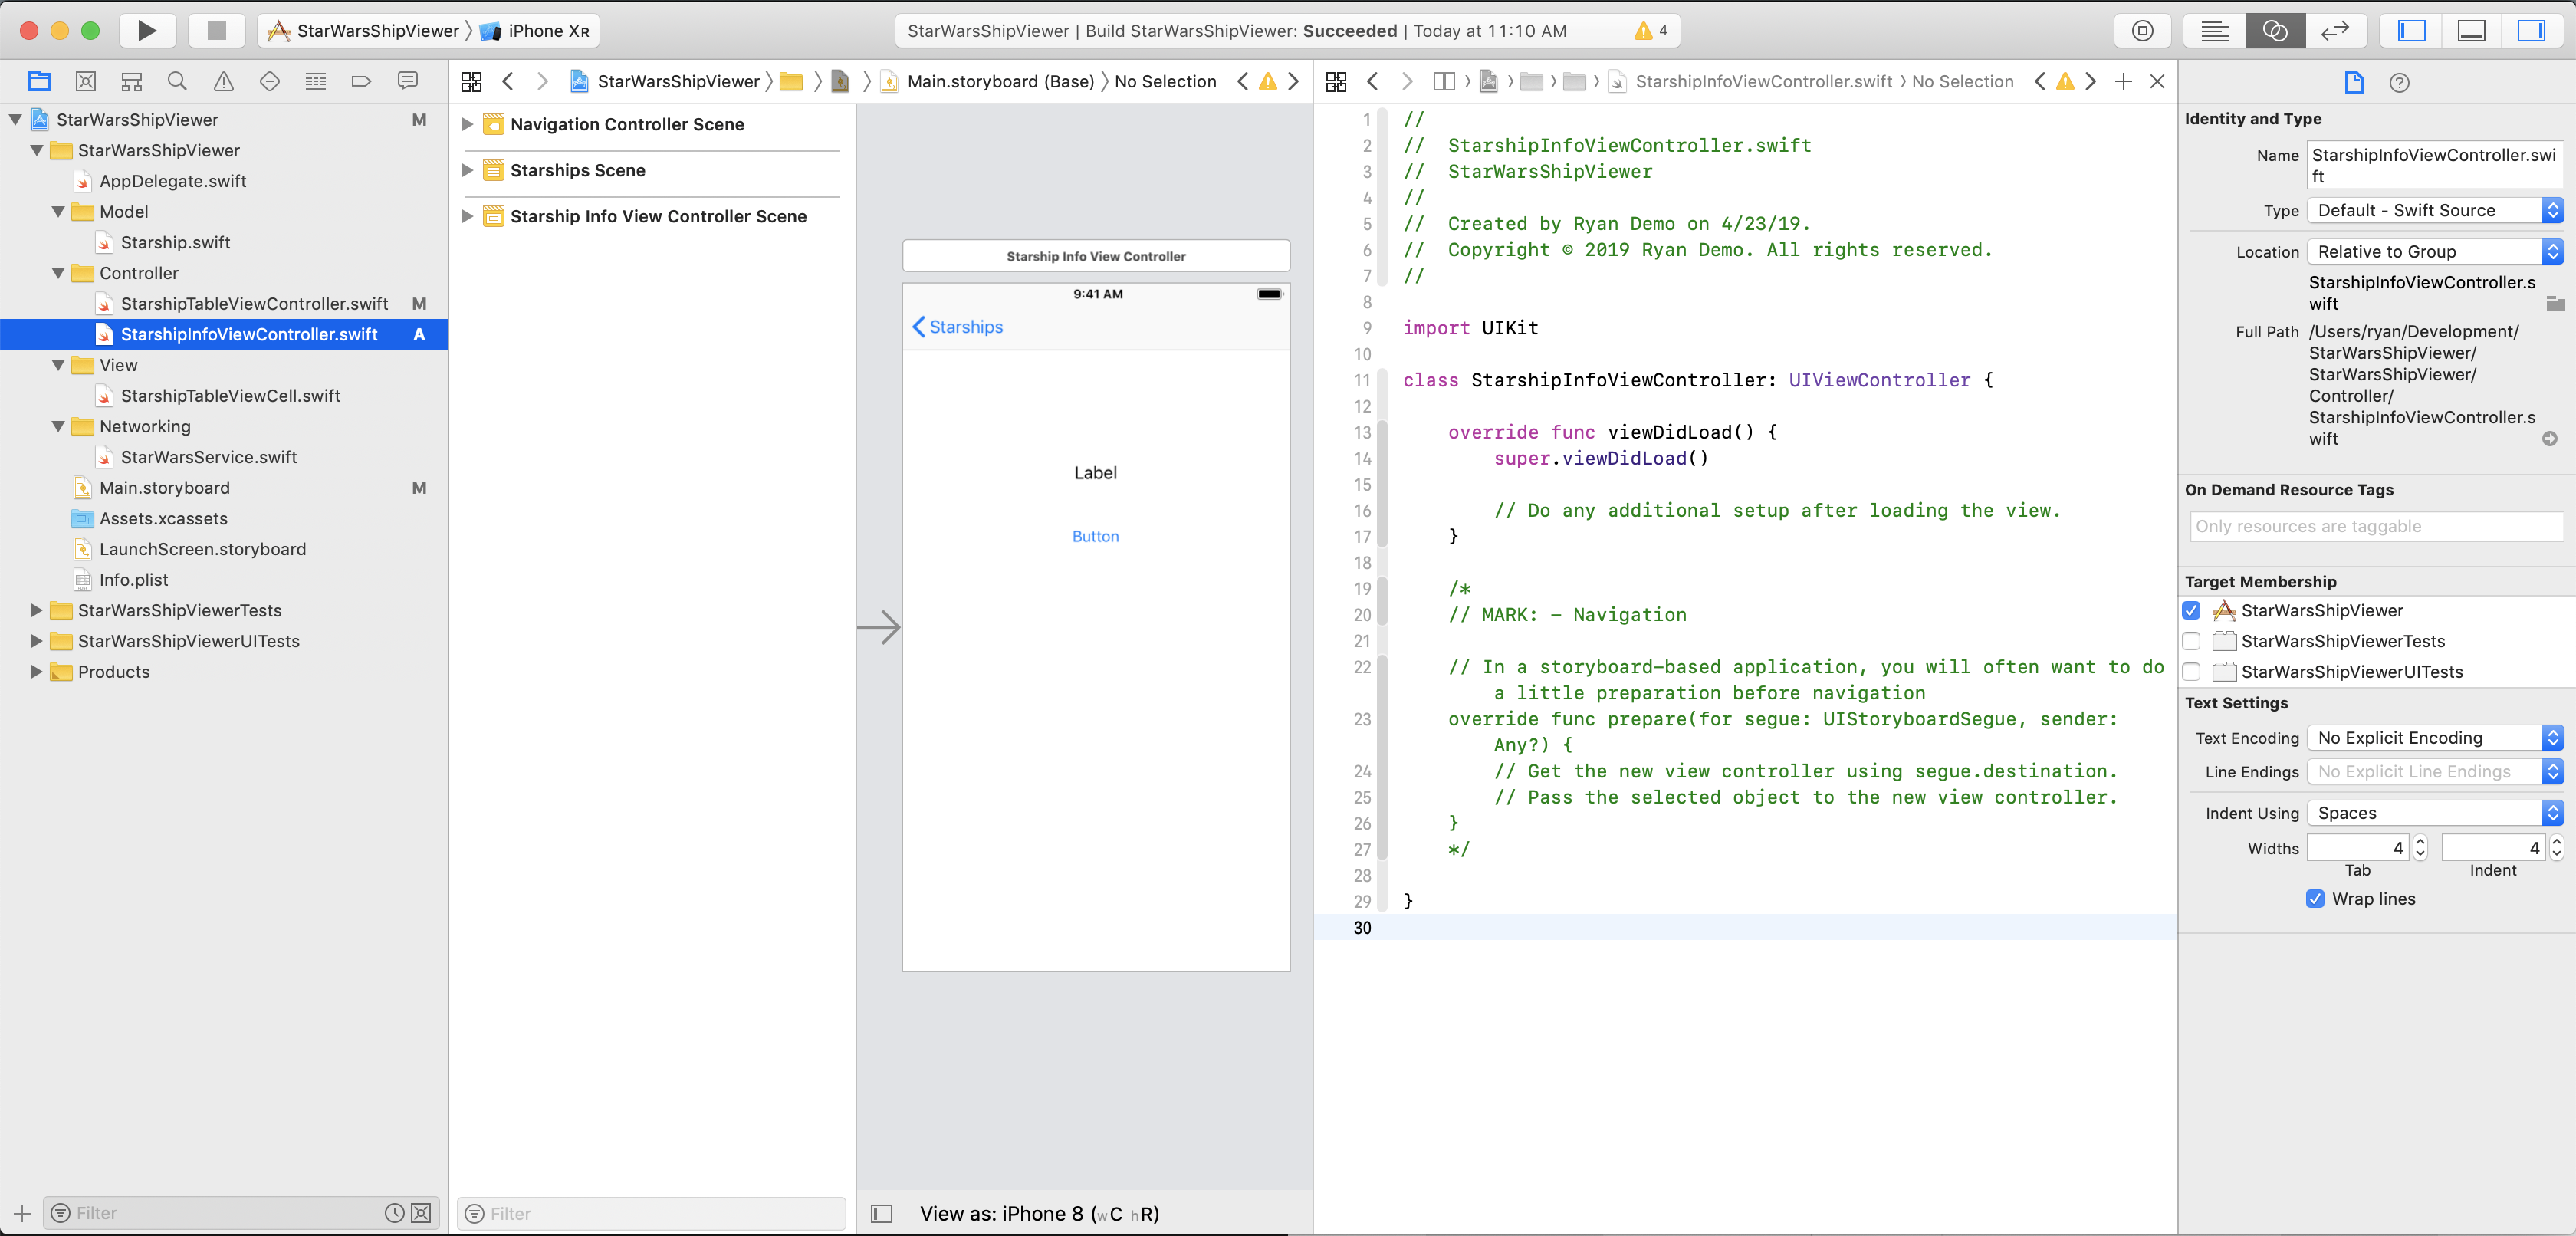 StarWarsShipViewer
iPhone XR
StarWarsShipViewer | Build StarWarsShipViewer: Succeeded | Today at 11:10 AM
4
StarWarsShipViewer
M
StarWarsShipViewer
AppDelegate.swift
Model
Starship.swift
Controller
StarshipTableViewController.swift
M
StarshipInfoViewController.swift
A
View
StarshipTableViewCell.swift
Networking
StarWarsService.swift
Main.storyboard
M
Assets.xcassets
LaunchScreen.storyboard
Info.plist
StarWarsShipViewerTests
StarWarsShipViewerUITests
Products
Filter
StarWarsShipViewer
Main.storyboard (Base)
No Selection
Navigation Controller Scene
Starships Scene
Starship Info View Controller Scene
Filter
Starship Info View Controller
9:41 AM
Starships
Label
Button
View as: iPhone 8 (wC hR)
StarshipInfoViewController.swift
No Selection
1 //
2 //  StarshipInfoViewController.swift
3 //  StarWarsShipViewer
4 //
5 //  Created by Ryan Demo on 4/23/19.
6 //  Copyright © 2019 Ryan Demo. All rights reserved.
7 //
8
9 import UIKit
10
11 class StarshipInfoViewController: UIViewController {
12
13     override func viewDidLoad() {
14         super.viewDidLoad()
15
16         // Do any additional setup after loading the view.
17     }
18
19     /*
20     // MARK: - Navigation
21
22     // In a storyboard-based application, you will often want to do
a little preparation before navigation
23     override func prepare(for segue: UIStoryboardSegue, sender:
Any?) {
24         // Get the new view controller using segue.destination.
25         // Pass the selected object to the new view controller.
26     }
27     */
28
29 }
30
Identity and Type
Name
StarshipInfoViewController.swi
ft
Type
Default - Swift Source
Location
Relative to Group
StarshipInfoViewController.s
wift
Full Path
/Users/ryan/Development/
StarWarsShipViewer/
StarWarsShipViewer/
Controller/
StarshipInfoViewController.s
wift
On Demand Resource Tags
Only resources are taggable
Target Membership
StarWarsShipViewer
StarWarsShipViewerTests
StarWarsShipViewerUITests
Text Settings
Text Encoding
No Explicit Encoding
Line Endings
No Explicit Line Endings
Indent Using
Spaces
Widths
4
4
Tab
Indent
Wrap lines